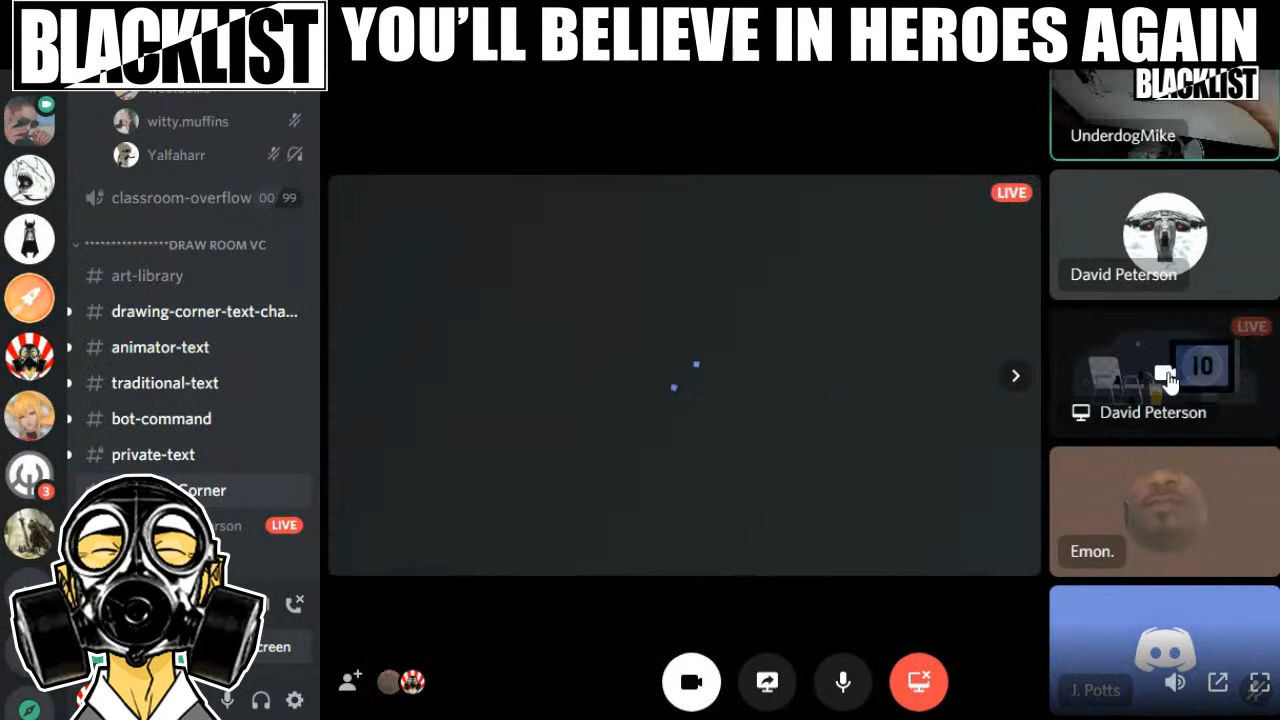 BLACKLIST
YOU'LL BELIEVE IN HEROES AGAIN
BLACKLIST
witty.muffins
Yalfaharr
classroom-overflow 00 99
****************DRAW ROOM VC
# art-library
# drawing-corner-text-cha...
# animator-text
# traditional-text
# bot-command
# private-text
Corner
rson LIVE
creen
3
LIVE
UnderdogMike
David Peterson
LIVE
10
David Peterson
Emon.
J. Potts